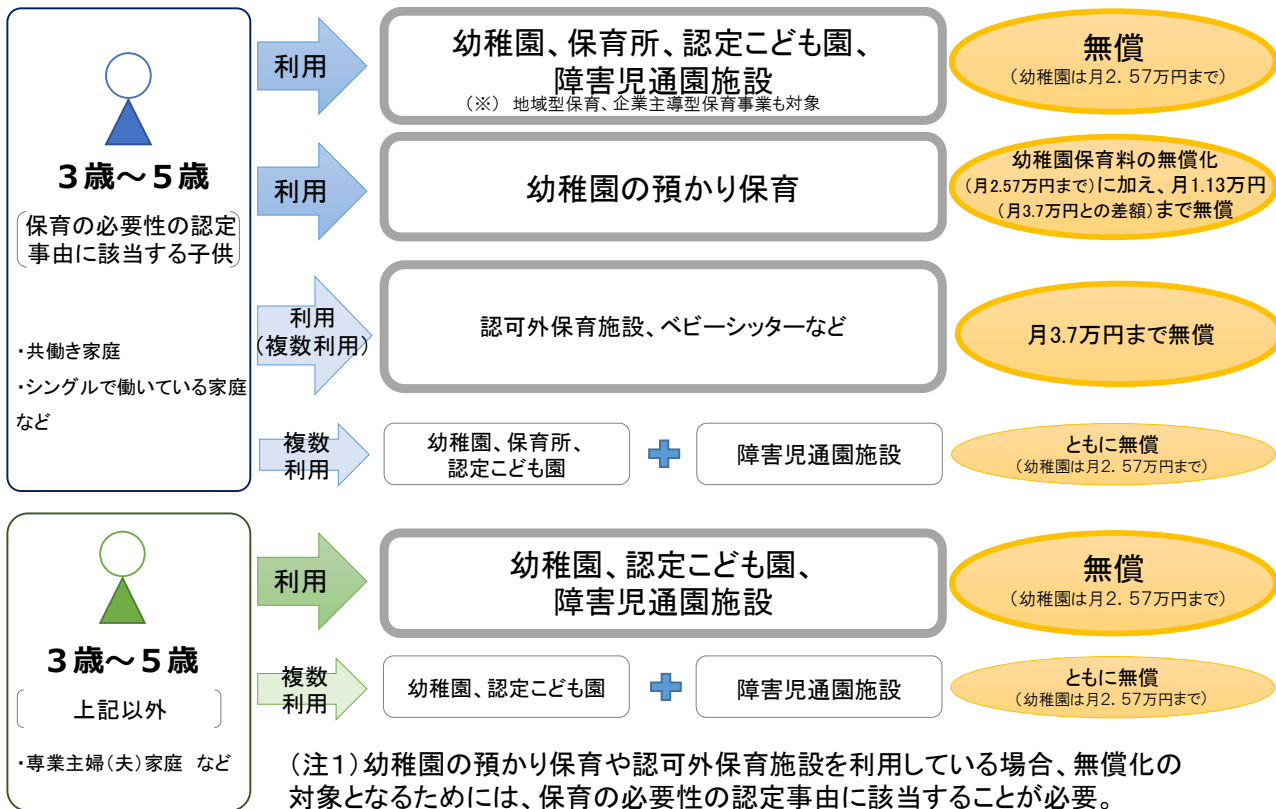 3歳～5歳
保育の必要性の認定
事由に該当する子供
・共働き家庭
・シングルで働いている家庭
など
利用
幼稚園、保育所、認定こども園、
障害児通園施設
(※) 地域型保育、企業主導型保育事業も対象
無償
(幼稚園は月2. 57万円まで)
利用
幼稚園の預かり保育
幼稚園保育料の無償化
(月2.57万円まで)に加え、月1.13万円
(月3.7万円との差額)まで無償
利用
(複数利用)
認可外保育施設、ベビーシッターなど
月3.7万円まで無償
複数
利用
幼稚園、保育所、
認定こども園
障害児通園施設
ともに無償
(幼稚園は月2. 57万円まで)
3歳～5歳
上記以外
・専業主婦(夫)家庭 など
利用
幼稚園、認定こども園、
障害児通園施設
無償
(幼稚園は月2. 57万円まで)
複数
利用
幼稚園、認定こども園
障害児通園施設
ともに無償
(幼稚園は月2. 57万円まで)
(注1)幼稚園の預かり保育や認可外保育施設を利用している場合、無償化の
対象となるためには、保育の必要性の認定事由に該当することが必要。